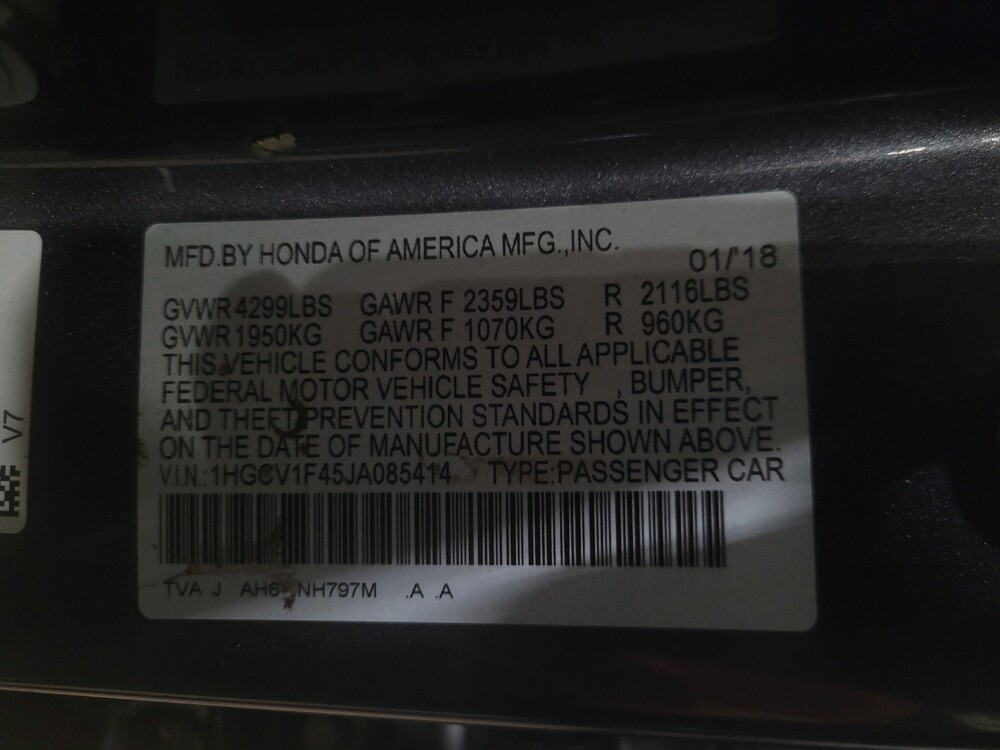 MFD.BY HONDA OF AMERICA MFG.,INC.
01/'18
GVWR 4299LBS GAWR F 2359LBS R 2116LBS
GVWR 1950KG GAWR F 1070KG R 960KG
THIS VEHICLE CONFORMS TO ALL APPLICABLE
FEDERAL MOTOR VEHICLE SAFETY , BUMPER,
AND THEFT PREVENTION STANDARDS IN EFFECT
ON THE DATE OF MANUFACTURE SHOWN ABOVE.
V.I.N.:1HGCV1F45JA085414 TYPE:PASSENGER CAR
TVA J AH6 NH797M .A .A
V7